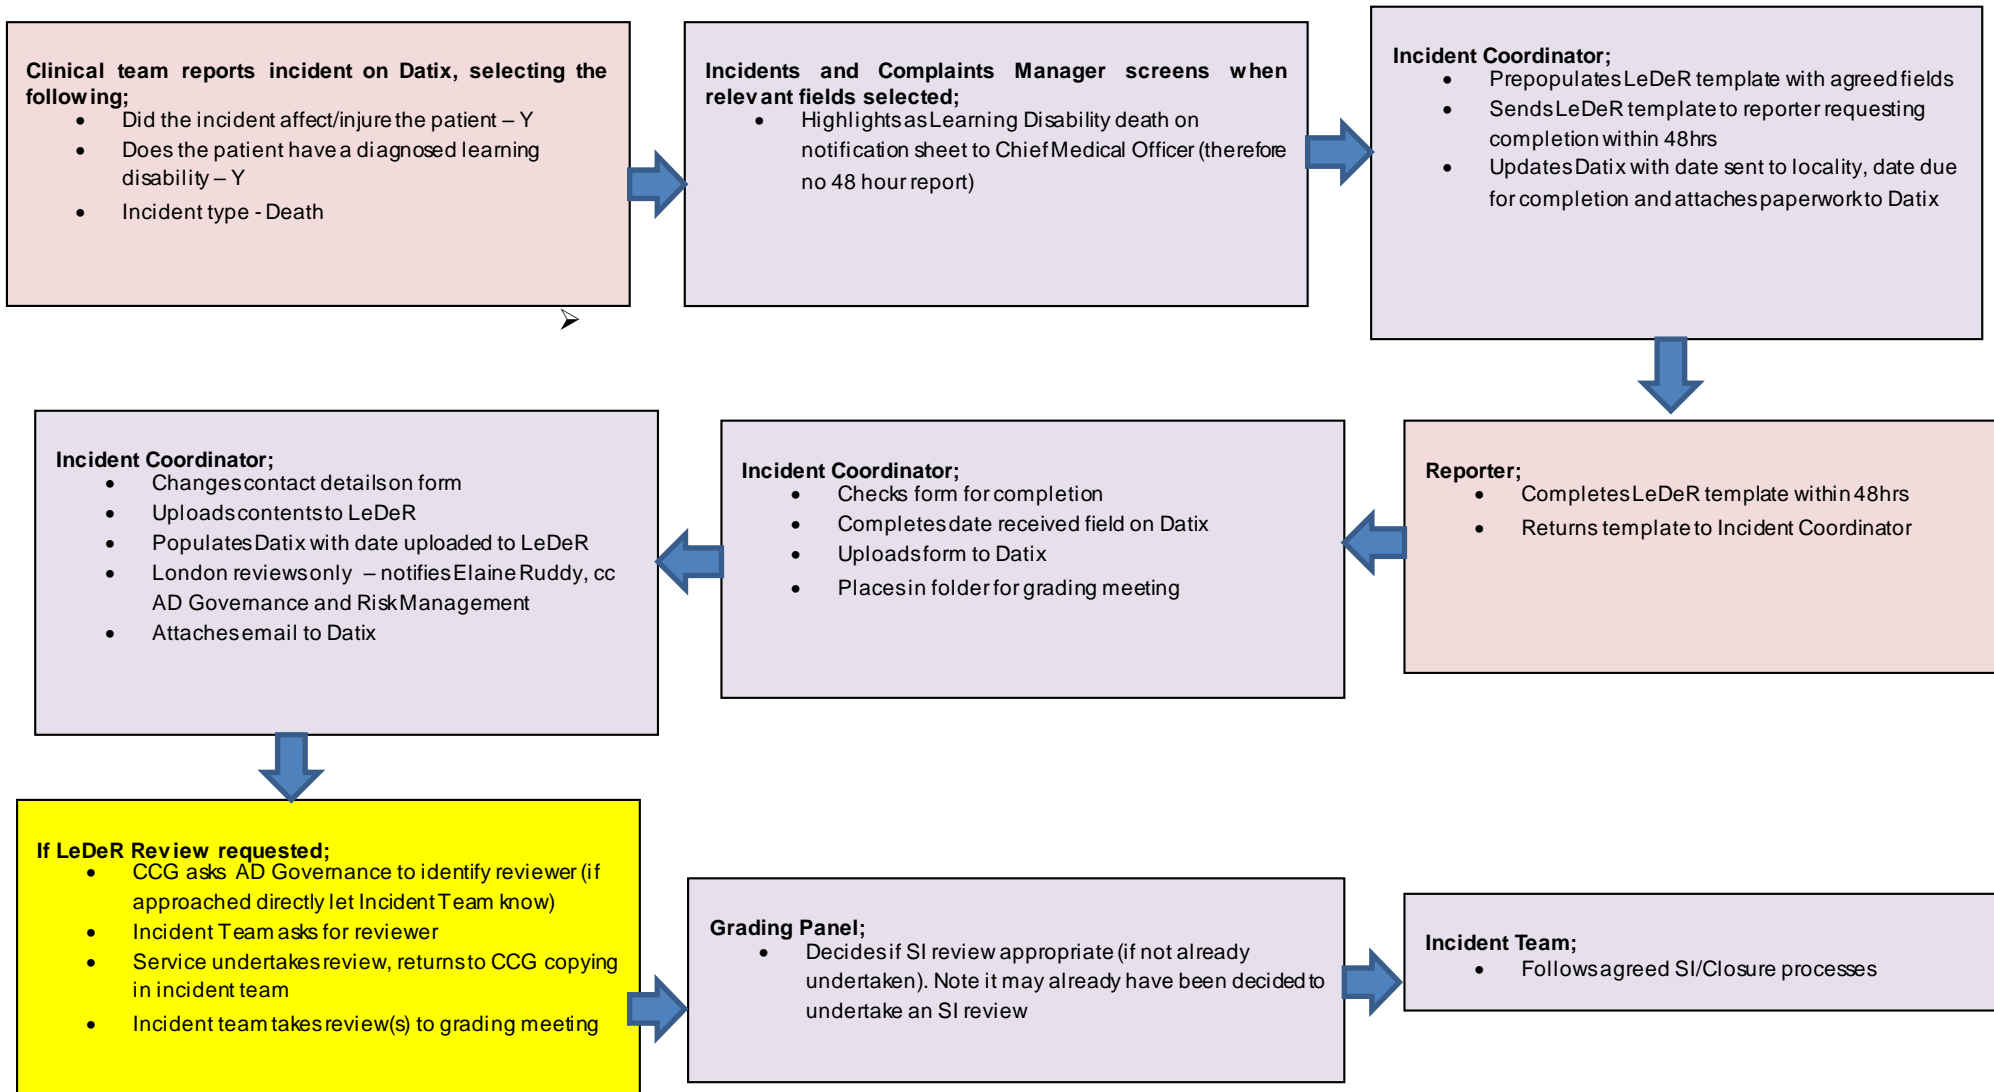 Clinical team reports incident on Datix, selecting the
following;
• Did the incident affect/injure the patient – Y
• Does the patient have a diagnosed learning
disability – Y
• Incident type - Death
Incidents and Complaints Manager screens when
relevant fields selected;
• Highlights as Learning Disability death on
notification sheet to Chief Medical Officer (therefore
no 48 hour report)
Incident Coordinator;
• Prepopulates LeDeR template with agreed fields
• Sends LeDeR template to reporter requesting
completion within 48hrs
• Updates Datix with date sent to locality, date due
for completion and attaches paperwork to Datix
Reporter;
• Completes LeDeR template within 48hrs
• Returns template to Incident Coordinator
Incident Coordinator;
• Checks form for completion
• Completes date received field on Datix
• Uploads form to Datix
• Places in folder for grading meeting
Incident Coordinator;
• Changes contact details on form
• Uploads contents to LeDeR
• Populates Datix with date uploaded to LeDeR
• London reviews only – notifies Elaine Ruddy, cc
AD Governance and Risk Management
• Attaches email to Datix
If LeDeR Review requested;
• CCG asks AD Governance to identify reviewer (if
approached directly let Incident Team know)
• Incident Team asks for reviewer
• Service undertakes review, returns to CCG copying
in incident team
• Incident team takes review(s) to grading meeting
Grading Panel;
• Decides if SI review appropriate (if not already
undertaken). Note it may already have been decided to
undertake an SI review
Incident Team;
• Follows agreed SI/Closure processes